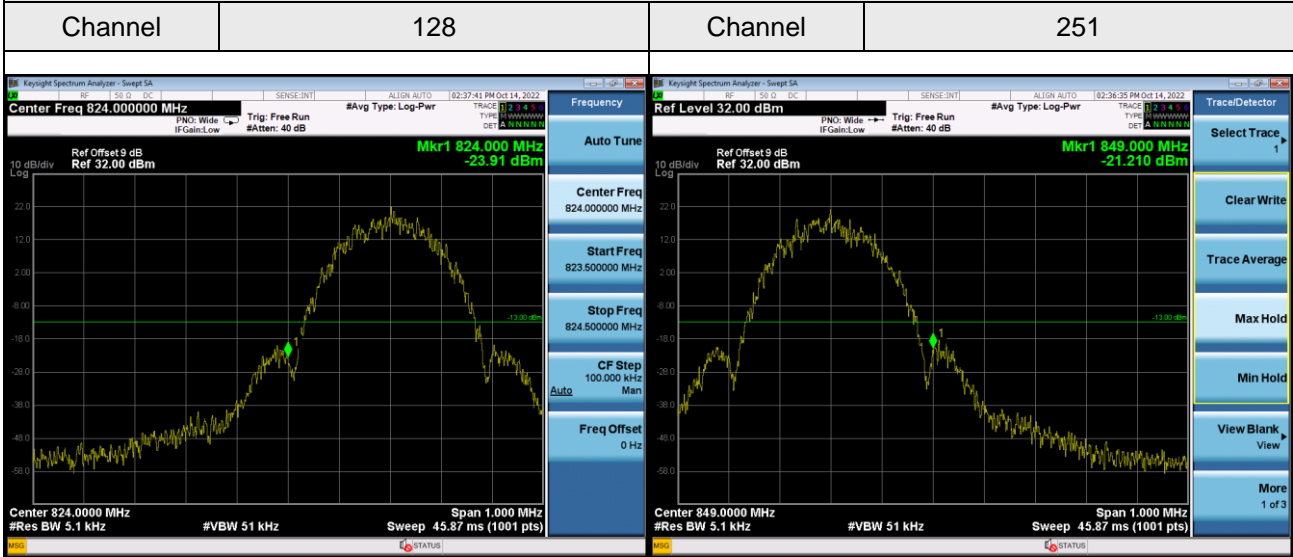 Channel 128 Channel 251
Keysight Spectrum Analyzer - Swept SA
RF 50 Ω DC SENSE:INT ALIGN AUTO 02:37:41 PM Oct 14, 2022
Center Freq 824.000000 MHz
#Avg Type: Log-Pwr
TRACE 1 2 3 4 5 6
PNO: Wide Trig: Free Run
TYPE M WWWWW
IFGain:Low #Atten: 40 dB
DET A N N N N N
Ref Offset 9 dB
Mkr1 824.000 MHz
10 dB/div Ref 32.00 dBm
-23.91 dBm
Log
22.0
12.0
2.00
-8.00
-13.00 dBm
-18.0
-28.0
-38.0
-48.0
-58.0
1
Center 824.0000 MHz Span 1.000 MHz
#Res BW 5.1 kHz #VBW 51 kHz Sweep 45.87 ms (1001 pts)
MSG STATUS
Frequency
Auto Tune
Center Freq
824.000000 MHz
Start Freq
823.500000 MHz
Stop Freq
824.500000 MHz
CF Step
100.000 kHz
Auto Man
Freq Offset
0 Hz
Keysight Spectrum Analyzer - Swept SA
RF 50 Ω DC SENSE:INT ALIGN AUTO 02:36:35 PM Oct 14, 2022
Ref Level 32.00 dBm
#Avg Type: Log-Pwr
TRACE 1 2 3 4 5 6
PNO: Wide Trig: Free Run
TYPE M WWWWW
IFGain:Low #Atten: 40 dB
DET A N N N N N
Ref Offset 9 dB
Mkr1 849.000 MHz
10 dB/div Ref 32.00 dBm
-21.210 dBm
Log
22.0
12.0
2.00
-8.00
-13.00 dBm
-18.0
-28.0
-38.0
-48.0
-58.0
1
Center 849.0000 MHz Span 1.000 MHz
#Res BW 5.1 kHz #VBW 51 kHz Sweep 45.87 ms (1001 pts)
MSG STATUS
Trace/Detector
Select Trace
1
Clear Write
Trace Average
Max Hold
Min Hold
View Blank
View
More
1 of 3